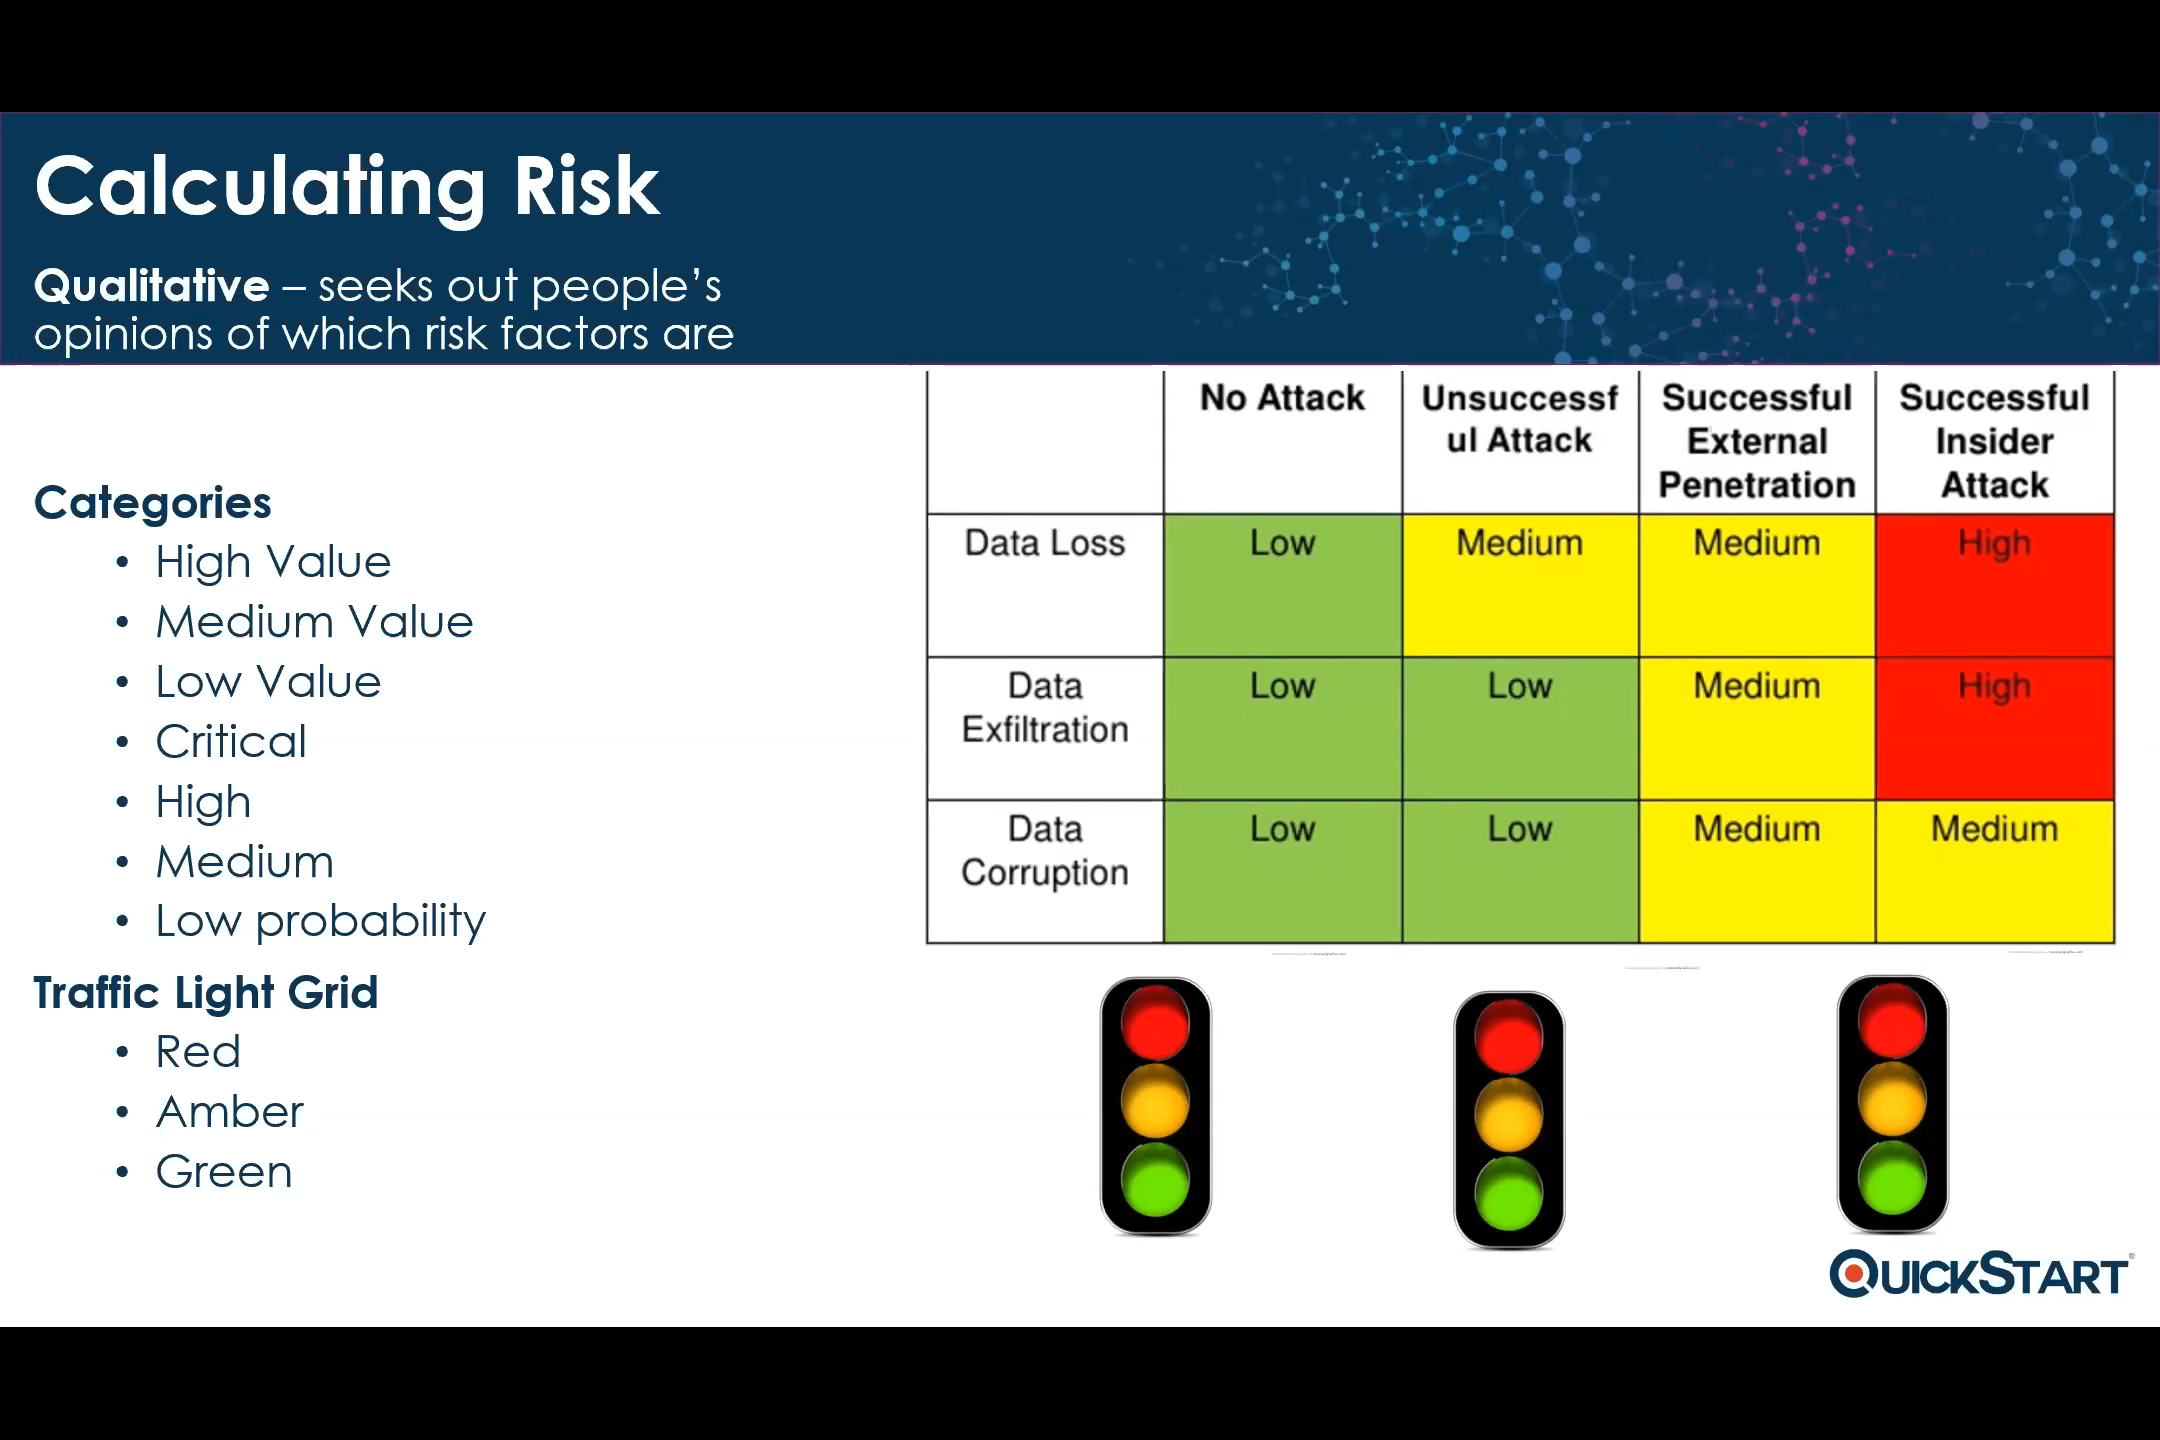 Calculating Risk
Qualitative – seeks out people's
opinions of which risk factors are
Categories
• High Value
• Medium Value
• Low Value
• Critical
• High
• Medium
• Low probability
Traffic Light Grid
• Red
• Amber
• Green
No Attack
Unsuccessf
ul Attack
Successful
External
Penetration
Successful
Insider
Attack
Data Loss
Low
Medium
Medium
High
Data
Exfiltration
Low
Low
Medium
High
Data
Corruption
Low
Low
Medium
Medium
QUICKSTART®